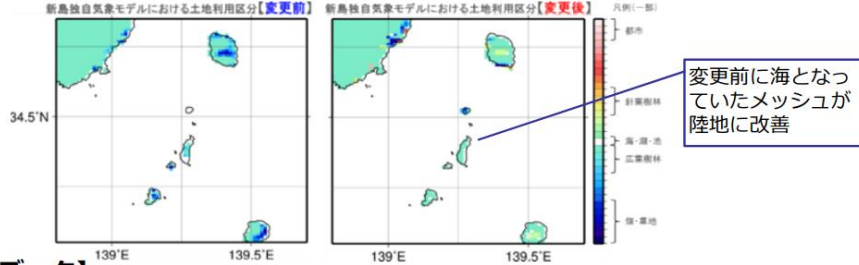 新島独自気象モデルにおける土地利用区分【変更前】
新島独自気象モデルにおける土地利用区分【変更後】
凡例(一部)
都市
針葉樹林
海・湖・池
広葉樹林
畑・草地
変更前に海となっ
ていたメッシュが
陸地に改善
34.5°N
139°E
139.5°E
139°E
139.5°E